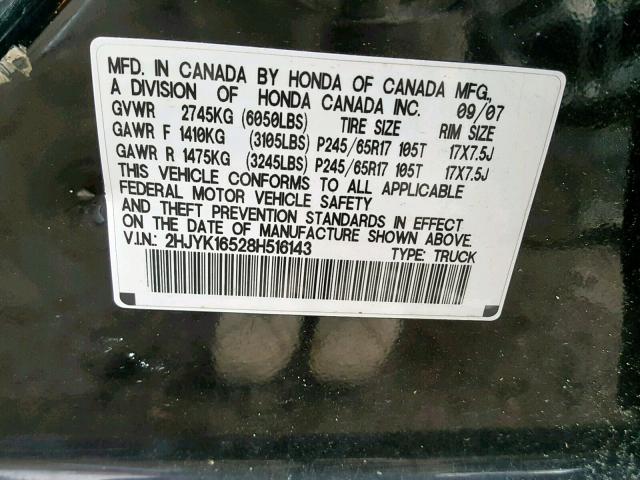 MFD. IN CANADA BY HONDA OF CANADA MFG.,
A DIVISION OF HONDA CANADA INC. 09/07
GVWR 2745KG (6050LBS) TIRE SIZE RIM SIZE
GAWR F 1410KG (3105LBS) P245/65R17 105T 17X7.5J
GAWR R 1475KG (3245LBS) P245/65R17 105T 17X7.5J
THIS VEHICLE CONFORMS TO ALL APPLICABLE
FEDERAL MOTOR VEHICLE SAFETY
AND THEFT PREVENTION STANDARDS IN EFFECT
ON THE DATE OF MANUFACTURE SHOWN ABOVE.
V.I.N.: 2HJYK16528H516143 TYPE: TRUCK